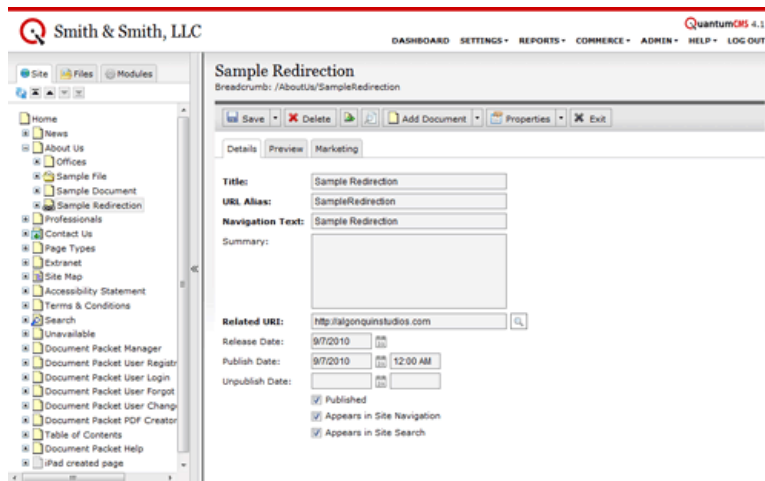 Smith & Smith, LLC
QuantumCMS 4.1
DASHBOARD SETTINGS REPORTS COMMERCE ADMIN HELP LOG OUT
Site Files Modules
Home
News
About Us
Offices
Sample File
Sample Document
Sample Redirection
Professionals
Contact Us
Page Types
Extranet
Site Map
Accessibility Statement
Terms & Conditions
Search
Unavailable
Document Packet Manager
Document Packet User Registr
Document Packet User Login
Document Packet User Forgot
Document Packet User Chang
Document Packet PDF Creator
Table of Contents
Document Packet Help
iPad created page
Sample Redirection
Breadcrumb: /AboutUs/SampleRedirection
Save Delete Add Document Properties Exit
Details Preview Marketing
Title: Sample Redirection
URL Alias: SampleRedirection
Navigation Text: Sample Redirection
Summary:
Related URI: http://algonquinstudios.com
Release Date: 9/7/2010
Publish Date: 9/7/2010 12:00 AM
Unpublish Date:
Published
Appears in Site Navigation
Appears in Site Search